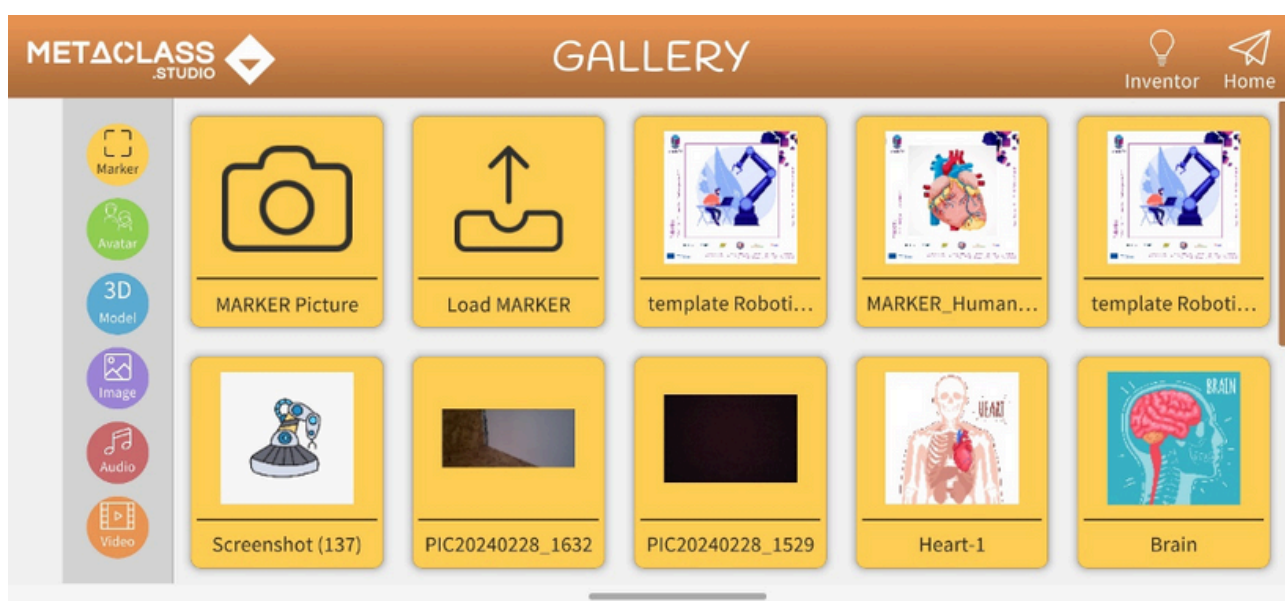 METΔCLASS
.STUDIO
GALLERY
Inventor
Home
Marker
Avatar
3D
Model
Image
Audio
Video
MARKER Picture
Load MARKER
template Roboti...
MARKER_Human...
template Roboti...
Screenshot (137)
PIC20240228_1632
PIC20240228_1529
HEART
Heart-1
BRAIN
Brain